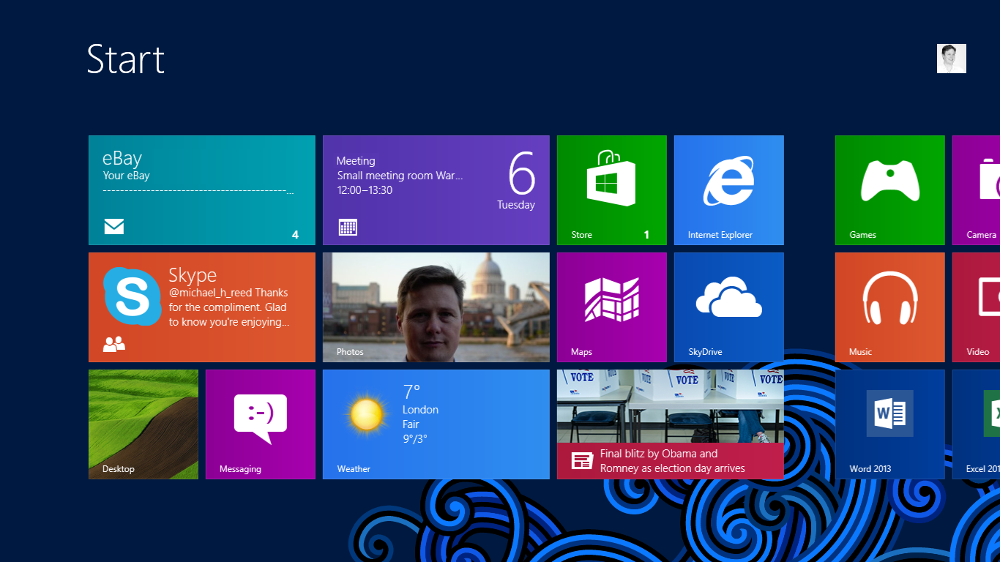 Start
eBay
Your eBay
------------------------------------------...
4
Meeting
Small meeting room War...
12:00–13:30
6
Tuesday
Store
1
Internet Explorer
Games
Camera
Skype
@michael_h_reed Thanks
for the compliment. Glad
to know you're enjoying...
Photos
Maps
SkyDrive
Music
Video
Desktop
:-)
Messaging
7°
London
Fair
9°/3°
Weather
VOTE
VOTE
VOTE
VOTE
Final blitz by Obama and
Romney as election day arrives
W
Word 2013
X
Excel 201